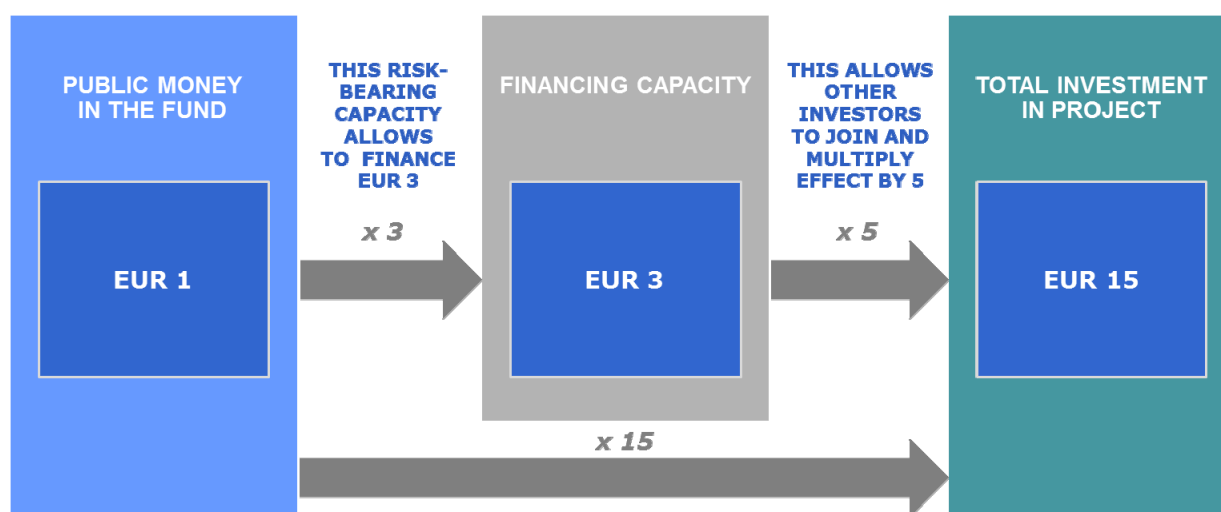 PUBLIC MONEY
IN THE FUND
EUR 1
THIS RISK-
BEARING
CAPACITY
ALLOWS
TO FINANCE
EUR 3
x 3
FINANCING CAPACITY
EUR 3
THIS ALLOWS
OTHER
INVESTORS
TO JOIN AND
MULTIPLY
EFFECT BY 5
x 5
TOTAL INVESTMENT
IN PROJECT
EUR 15
x 15